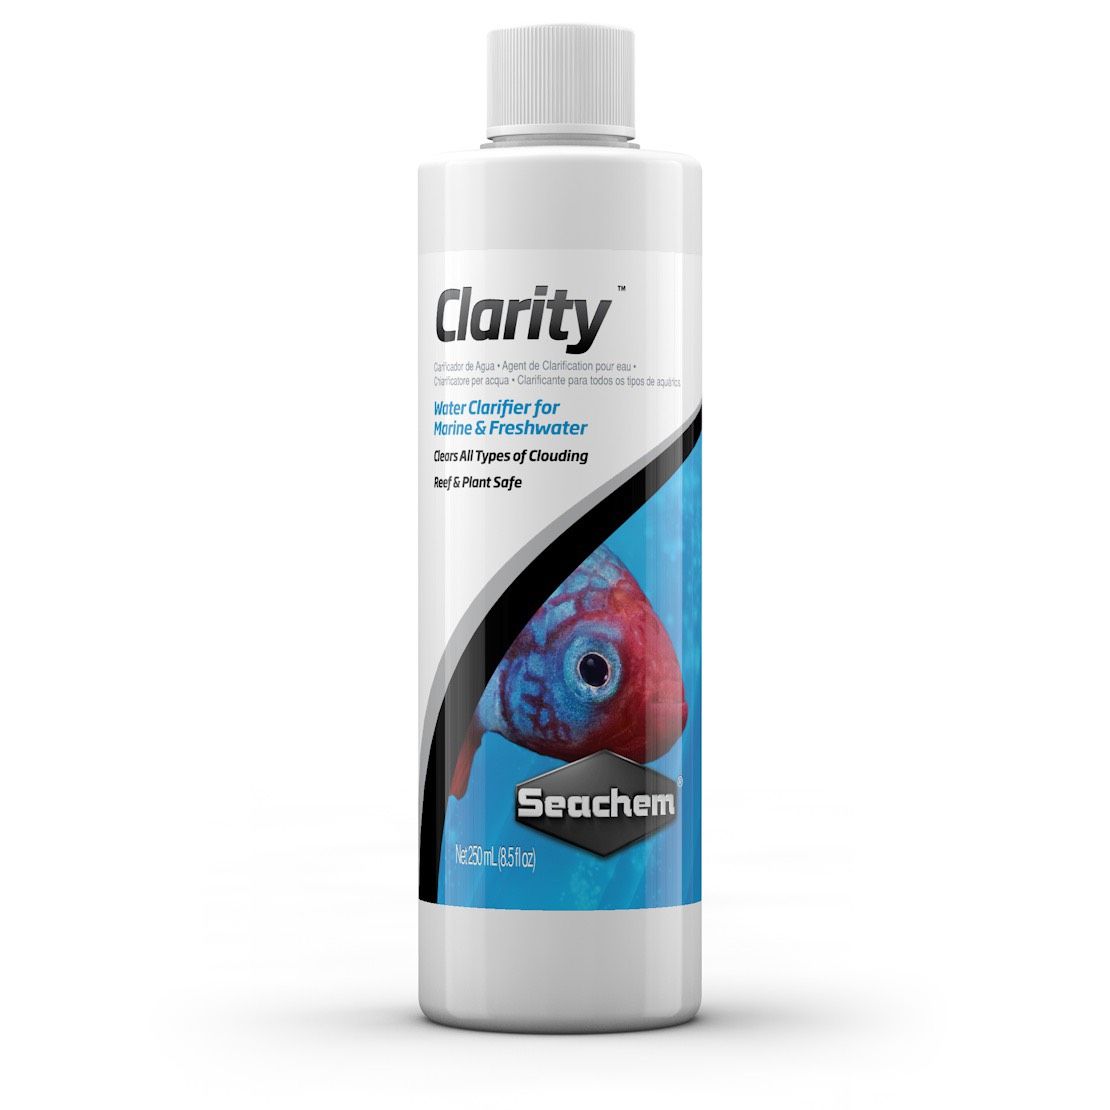 Clarity™
Clarificador de Agua • Agent de Clarification pour eau •
Chiarificatore per acqua • Clarificante para todos os tipos de aquários
Water Clarifier for
Marine & Freshwater
Clears All Types of Clouding
Reef & Plant Safe
Seachem®
Net: 250 mL (8.5 fl oz)